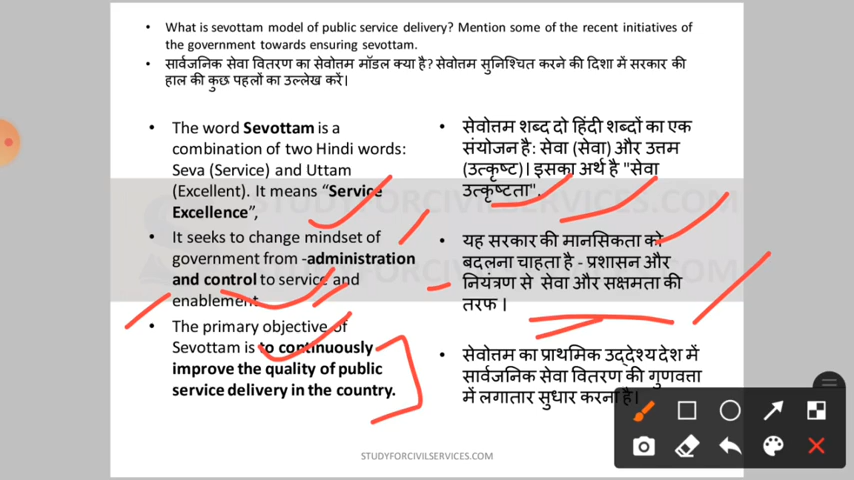 • What is sevottam model of public service delivery? Mention some of the recent initiatives of
the government towards ensuring sevottam.
• सार्वजनिक सेवा वितरण का सेवोत्तम मॉडल क्या है? सेवोत्तम सुनिश्चित करने की दिशा में सरकार की
हाल की कुछ पहलों का उल्लेख करें।
• The word Sevottam is a
combination of two Hindi words:
Seva (Service) and Uttam
(Excellent). It means “Service
Excellence”,
• It seeks to change mindset of
government from -administration
and control to service and
enablement
• The primary objective of
Sevottam is to continuously
improve the quality of public
service delivery in the country.
• सेवोत्तम शब्द दो हिंदी शब्दों का एक
संयोजन है: सेवा (सेवा) और उत्तम
(उत्कृष्ट)। इसका अर्थ है "सेवा
उत्कृष्टता".
• यह सरकार की मानसिकता को
बदलना चाहता है - प्रशासन और
नियंत्रण से सेवा और सक्षमता की
तरफ ।
• सेवोत्तम का प्राथमिक उद्देश्य देश में
सार्वजनिक सेवा वितरण की गुणवत्ता
में लगातार सुधार करना है।
STUDYFORCIVILSERVICES.COM
STUDYFORCIVILSERVICES.COM